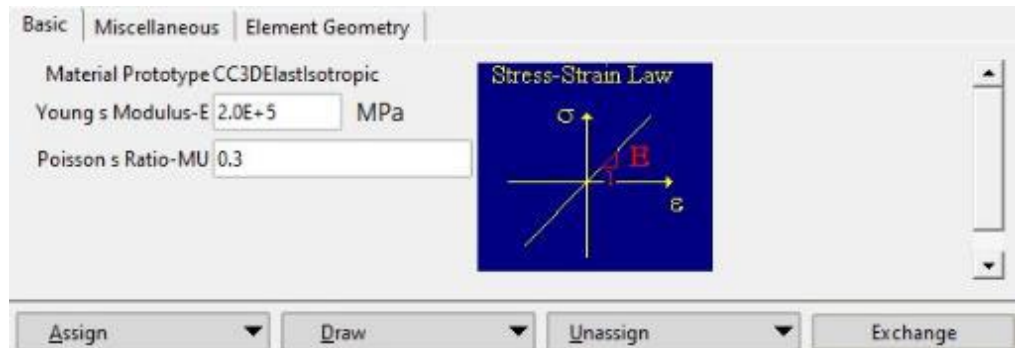 Basic Miscellaneous Element Geometry
Material Prototype CC3DElastIsotropic
Young s Modulus-E 2.0E+5 MPa
Poisson s Ratio-MU 0.3
Stress-Strain Law
σ
E
1
ε
Assign Draw Unassign Exchange